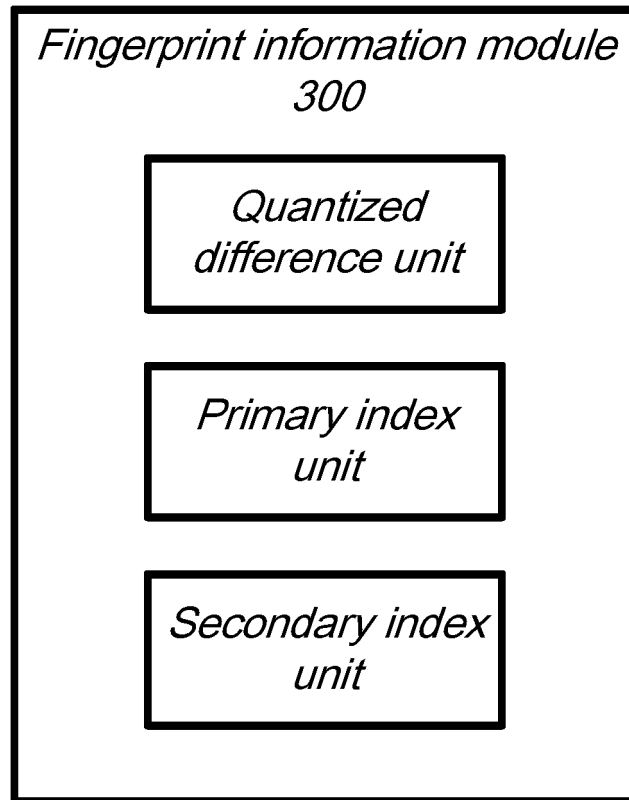 Fingerprint information module
300
Quantized
difference unit
Primary index
unit
Secondary index
unit